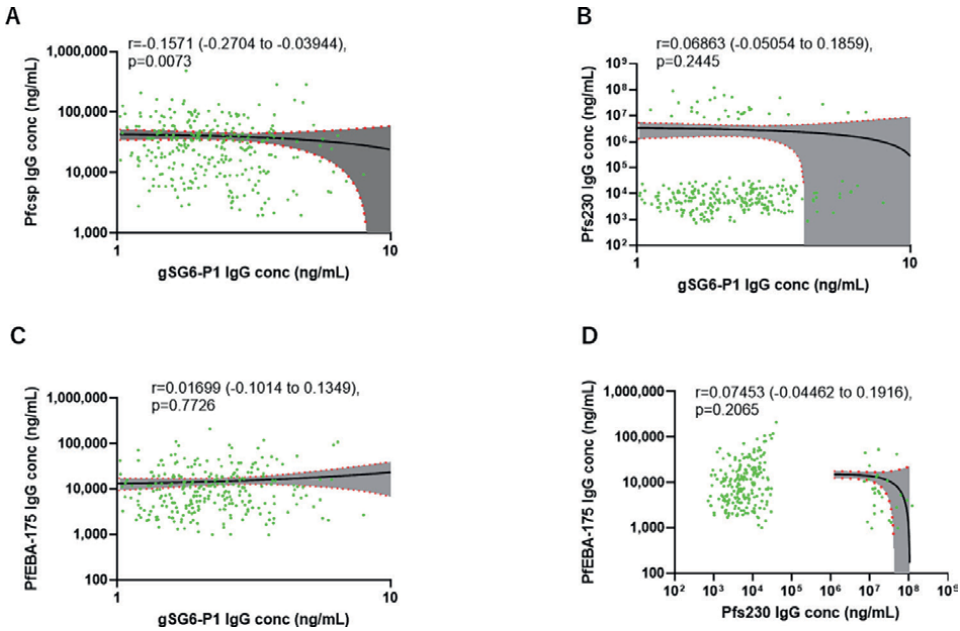 A
r=-0.1571 (-0.2704 to -0.03944),
p=0.0073
Pfcsp IgG conc (ng/mL)
1,000,000
100,000
10,000
1,000
1
10
gSG6-P1 IgG conc (ng/mL)
B
r=0.06863 (-0.05054 to 0.1859),
p=0.2445
Pfs230 IgG conc (ng/mL)
10⁹
10⁸
10⁷
10⁶
10⁵
10⁴
10³
10²
1
10
gSG6-P1 IgG conc (ng/mL)
C
r=0.01699 (-0.1014 to 0.1349),
p=0.7726
PfEBA-175 IgG conc (ng/mL)
1,000,000
100,000
10,000
1,000
100
1
10
gSG6-P1 IgG conc (ng/mL)
D
r=0.07453 (-0.04462 to 0.1916),
p=0.2065
PfEBA-175 IgG conc (ng/mL)
1,000,000
100,000
10,000
1,000
100
10² 10³ 10⁴ 10⁵ 10⁶ 10⁷ 10⁸ 10⁹
Pfs230 IgG conc (ng/mL)